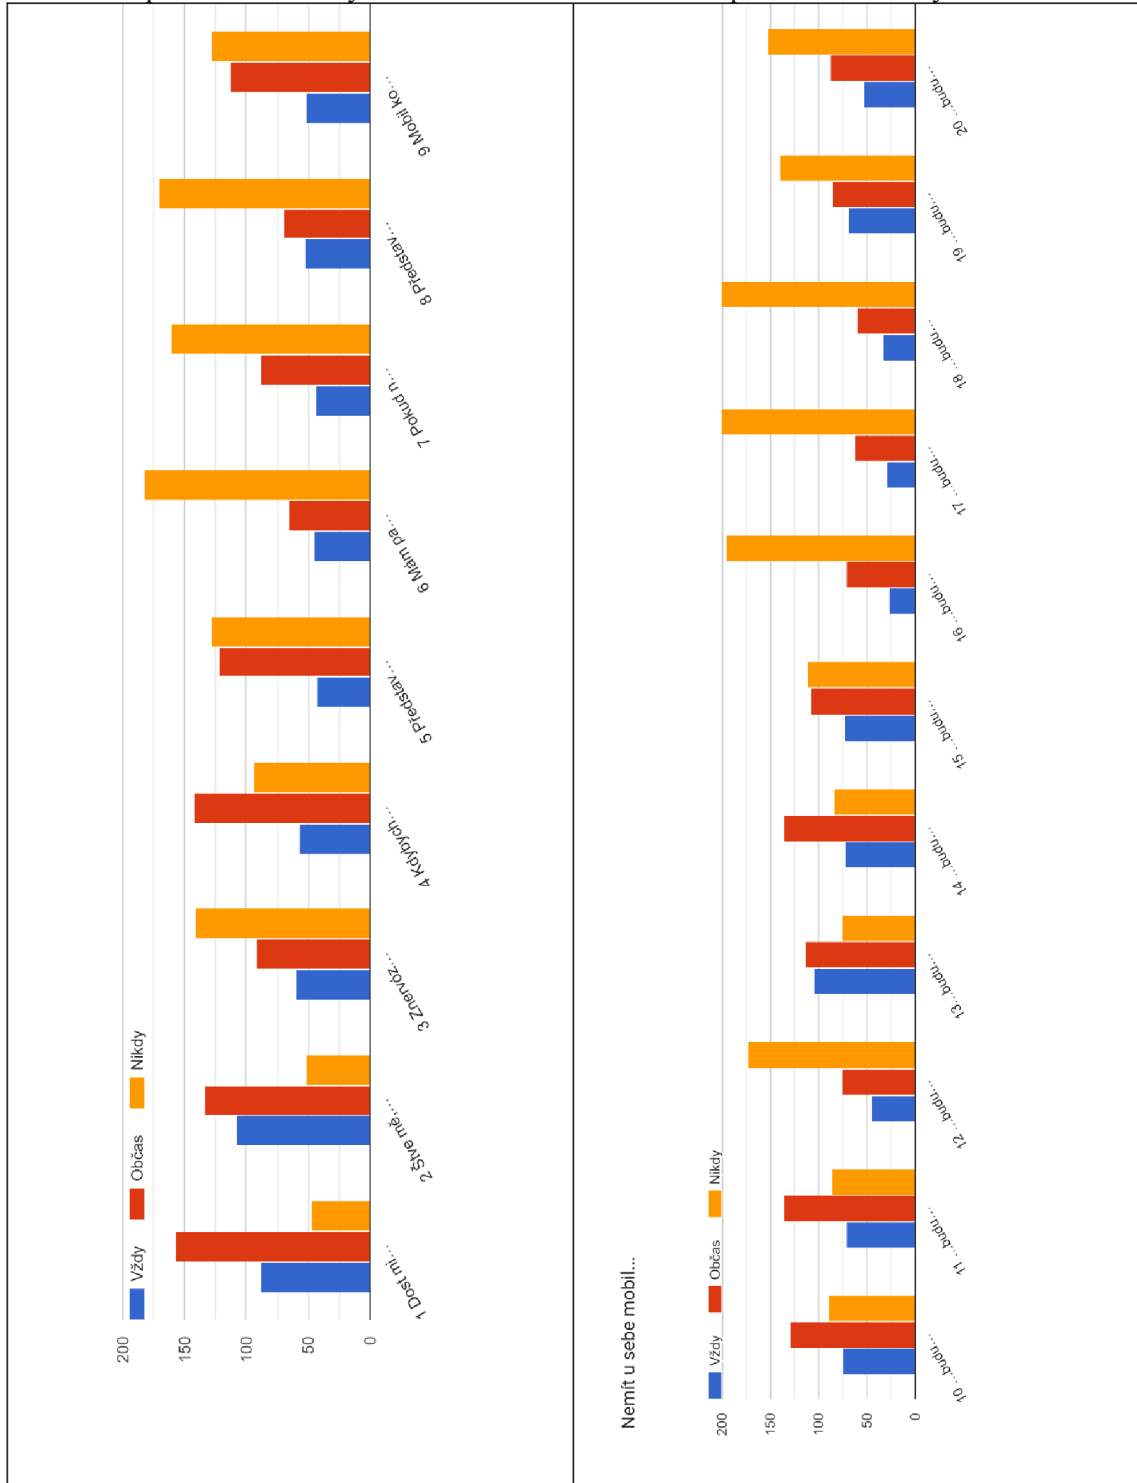 Vždy
Občas
Nikdy
200
150
100
50
0
1 Dost mi…
2 Štve mě,…
3 Znervóz…
4 Kdybych…
5 Představ…
6 Mám pa…
7 Pokud n…
8 Představ…
9 Mobil ko…
Nemít u sebe mobil...
Vždy
Občas
Nikdy
200
150
100
50
0
10 …budu…
11 …budu…
12 …budu…
13…budu…
14 …budu…
15 …budu…
16 …budu…
17 …budu…
18 …budu…
19 …budu…
20 …budu…